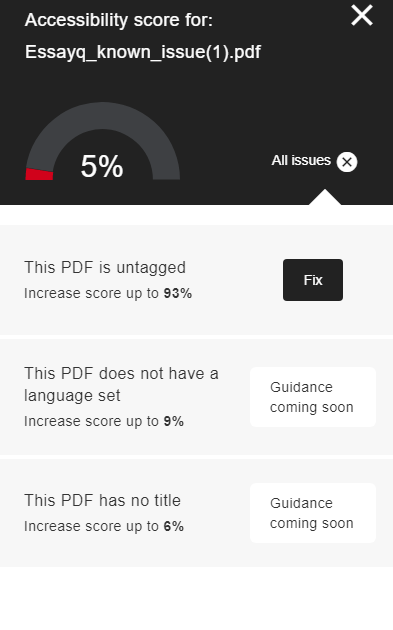 Accessibility score for:
Essayq_known_issue(1).pdf
5%
All issues
This PDF is untagged
Increase score up to 93%
Fix
This PDF does not have a
language set
Increase score up to 9%
Guidance
coming soon
This PDF has no title
Increase score up to 6%
Guidance
coming soon